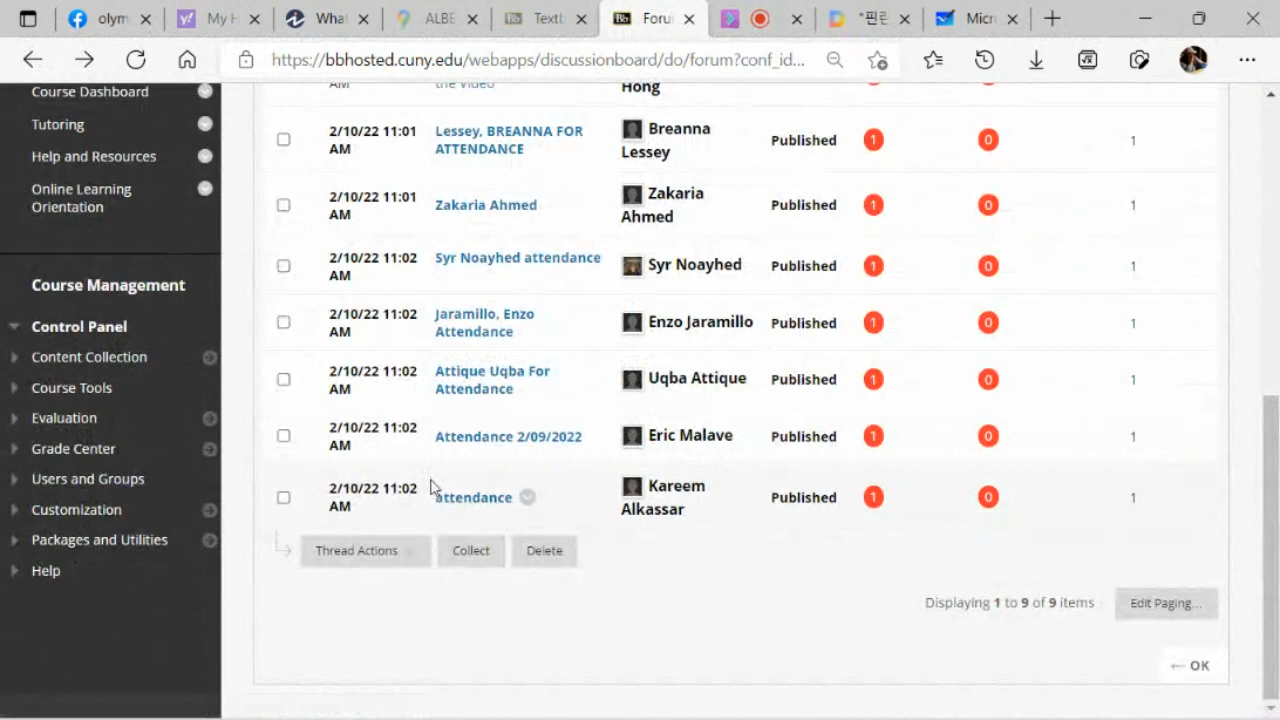 olym
My H
What
ALBE
Textb
Foru
"핀란
Micr
https://bbhosted.cuny.edu/webapps/discussionboard/do/forum?conf_id...
Course Dashboard
Tutoring
Help and Resources
Online Learning
Orientation
Course Management
Control Panel
Content Collection
Course Tools
Evaluation
Grade Center
Users and Groups
Customization
Packages and Utilities
Help
AM the Video Hong
2/10/22 11:01 AM Lessey, BREANNA FOR ATTENDANCE Breanna Lessey Published 1 0 1
2/10/22 11:01 AM Zakaria Ahmed Zakaria Ahmed Published 1 0 1
2/10/22 11:02 AM Syr Noayhed attendance Syr Noayhed Published 1 0 1
2/10/22 11:02 AM Jaramillo, Enzo Attendance Enzo Jaramillo Published 1 0 1
2/10/22 11:02 AM Attique Uqba For Attendance Uqba Attique Published 1 0 1
2/10/22 11:02 AM Attendance 2/09/2022 Eric Malave Published 1 0 1
2/10/22 11:02 AM attendance Kareem Alkassar Published 1 0 1
Thread Actions Collect Delete
Displaying 1 to 9 of 9 items Edit Paging...
← OK